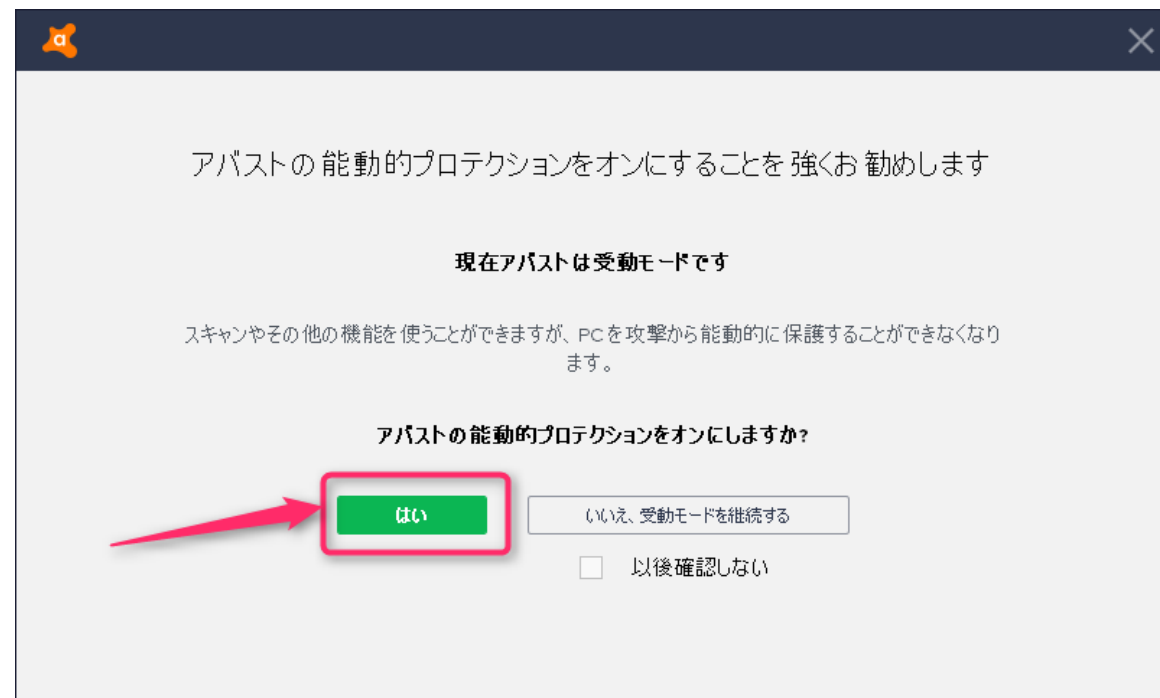 アバストの能動的プロテクションをオンにすることを強くお勧めします
現在アバストは受動モードです
スキャンやその他の機能を使うことができますが、PCを攻撃から能動的に保護することができなくなり
ます。
アバストの能動的プロテクションをオンにしますか?
はい
いいえ、受動モードを継続する
以後確認しない